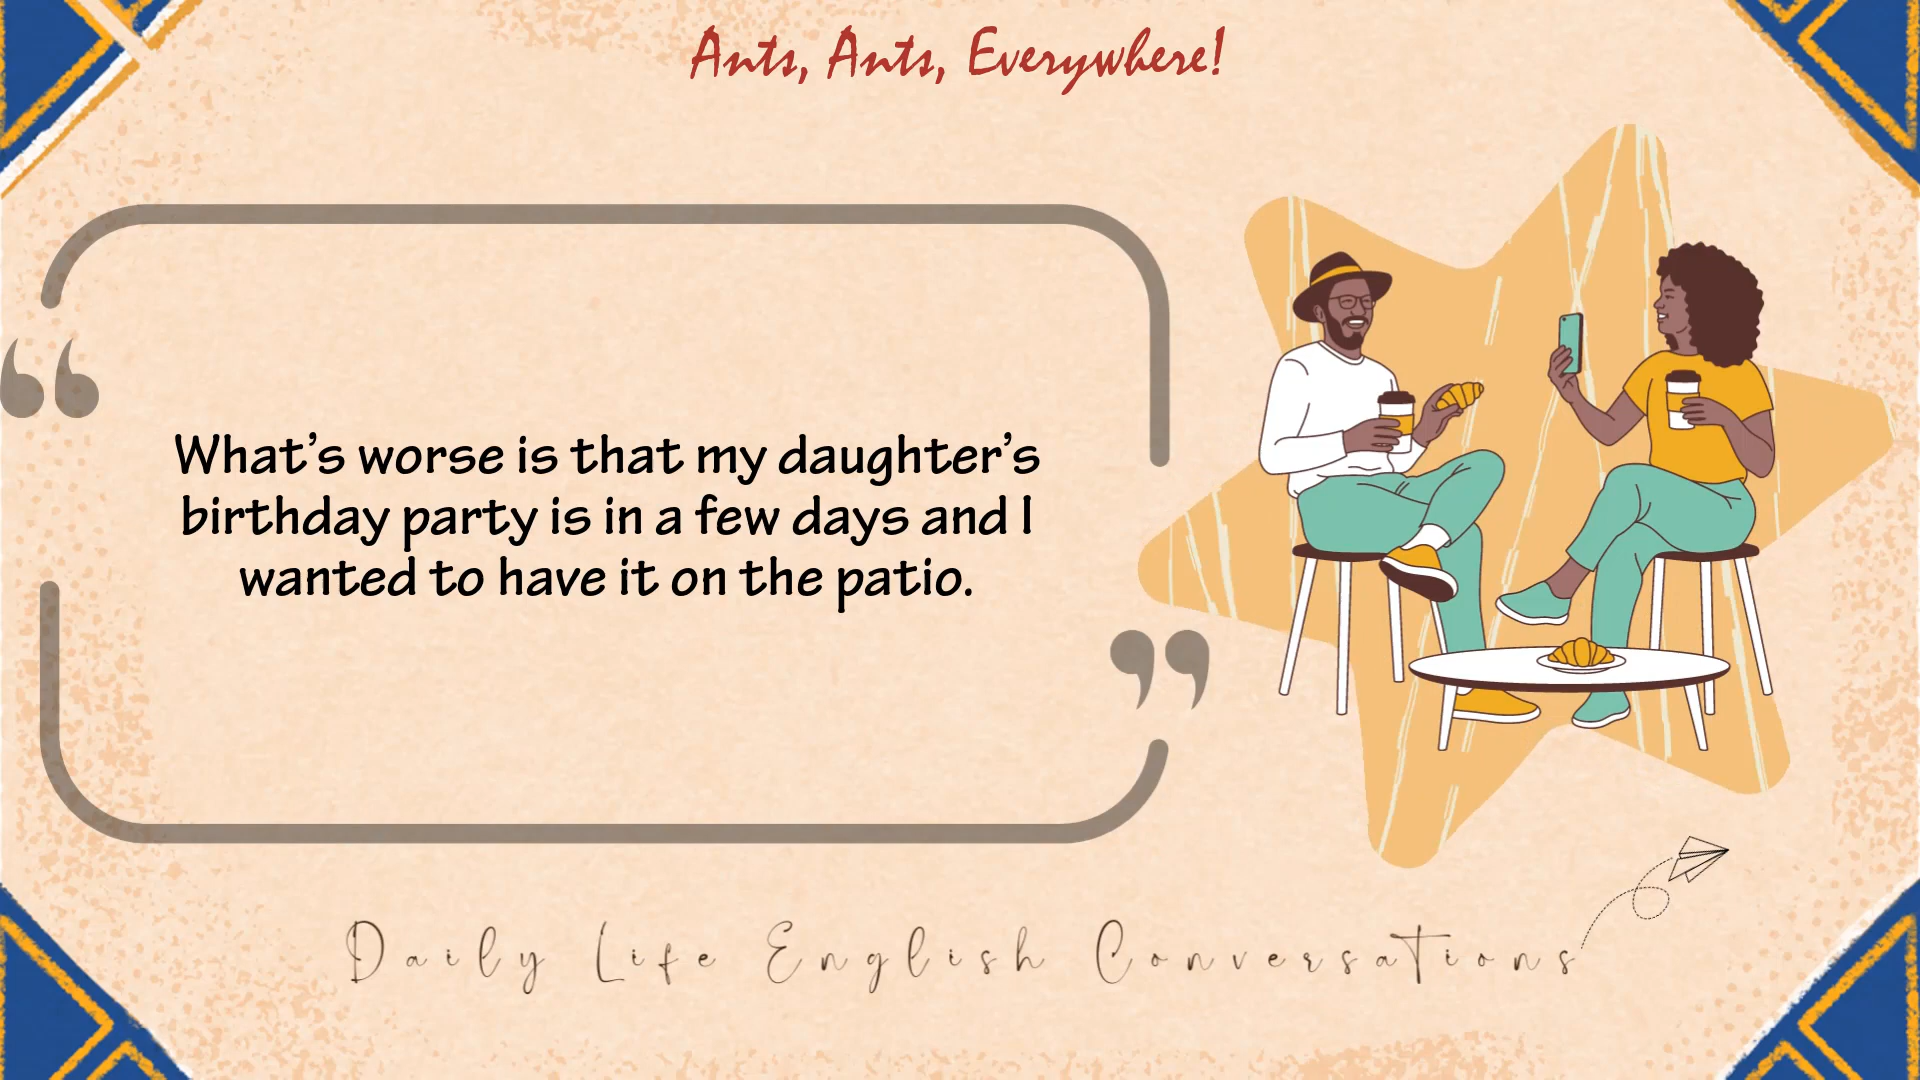 Ants, Ants, Everywhere!
What's worse is that my daughter's
birthday party is in a few days and I
wanted to have it on the patio.
Daily Life English Conversations